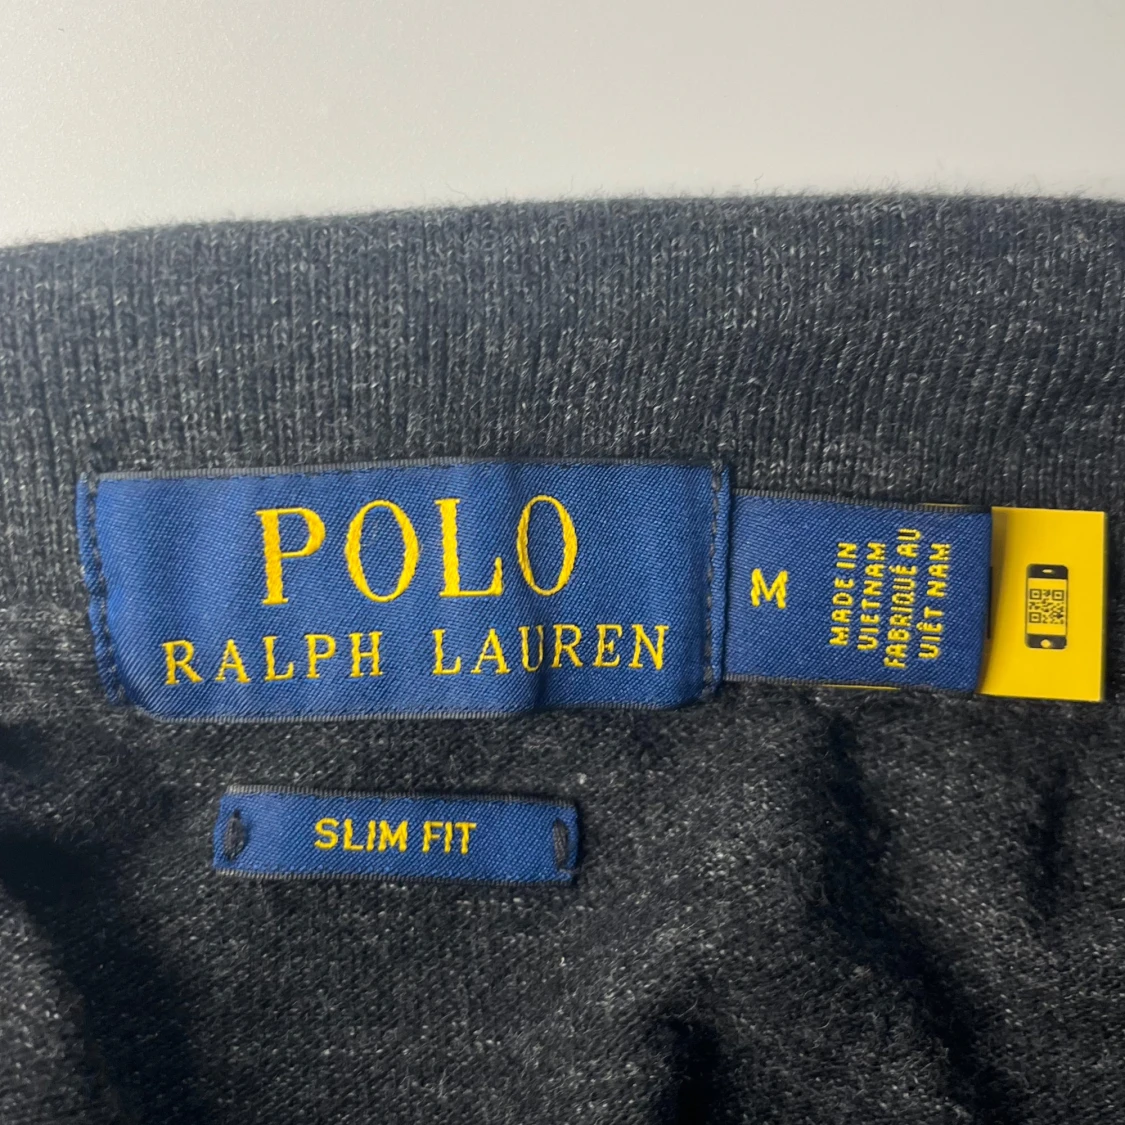 POLO
RALPH LAUREN
M
MADE IN
VIETNAM
FABRIQUÉ AU
VIÊT NAM
SLIM FIT